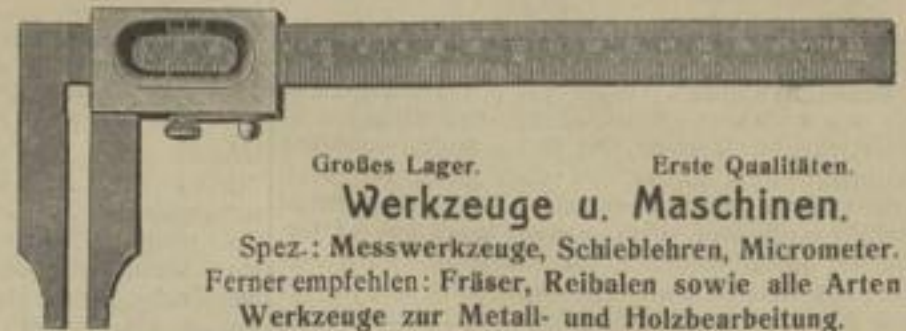 Großes Lager. Erste Qualitäten.
Werkzeuge u. Maschinen.
Spez.: Messwerkzeuge, Schieblehren, Micrometer.
Ferner empfehlen: Fräser, Reibalen sowie alle Arten
Werkzeuge zur Metall- und Holzbearbeitung.